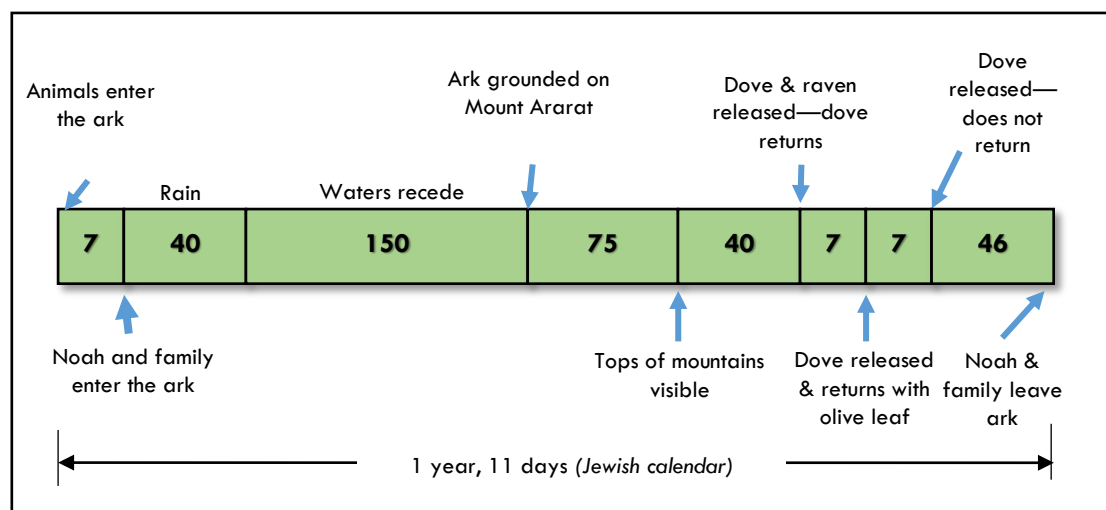 Animals enter
the ark
Ark grounded on
Mount Ararat
Dove & raven
released—dove
returns
Dove
released—
does not
return
Rain
Waters recede
7 40 150 75 40 7 7 46
Noah and family
enter the ark
Tops of mountains
visible
Dove released
& returns with
olive leaf
Noah &
family leave
ark
1 year, 11 days (Jewish calendar)